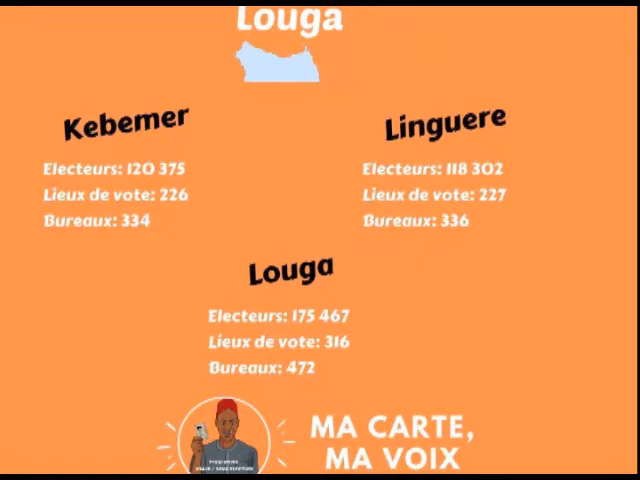 Louga
Kebemer
Electeurs: 120 375
Lieux de vote: 226
Bureaux: 334
Linguere
Electeurs: 118 302
Lieux de vote: 227
Bureaux: 336
Louga
Electeurs: 175 467
Lieux de vote: 316
Bureaux: 472
MA CARTE,
MA VOIX
PROGRAMME